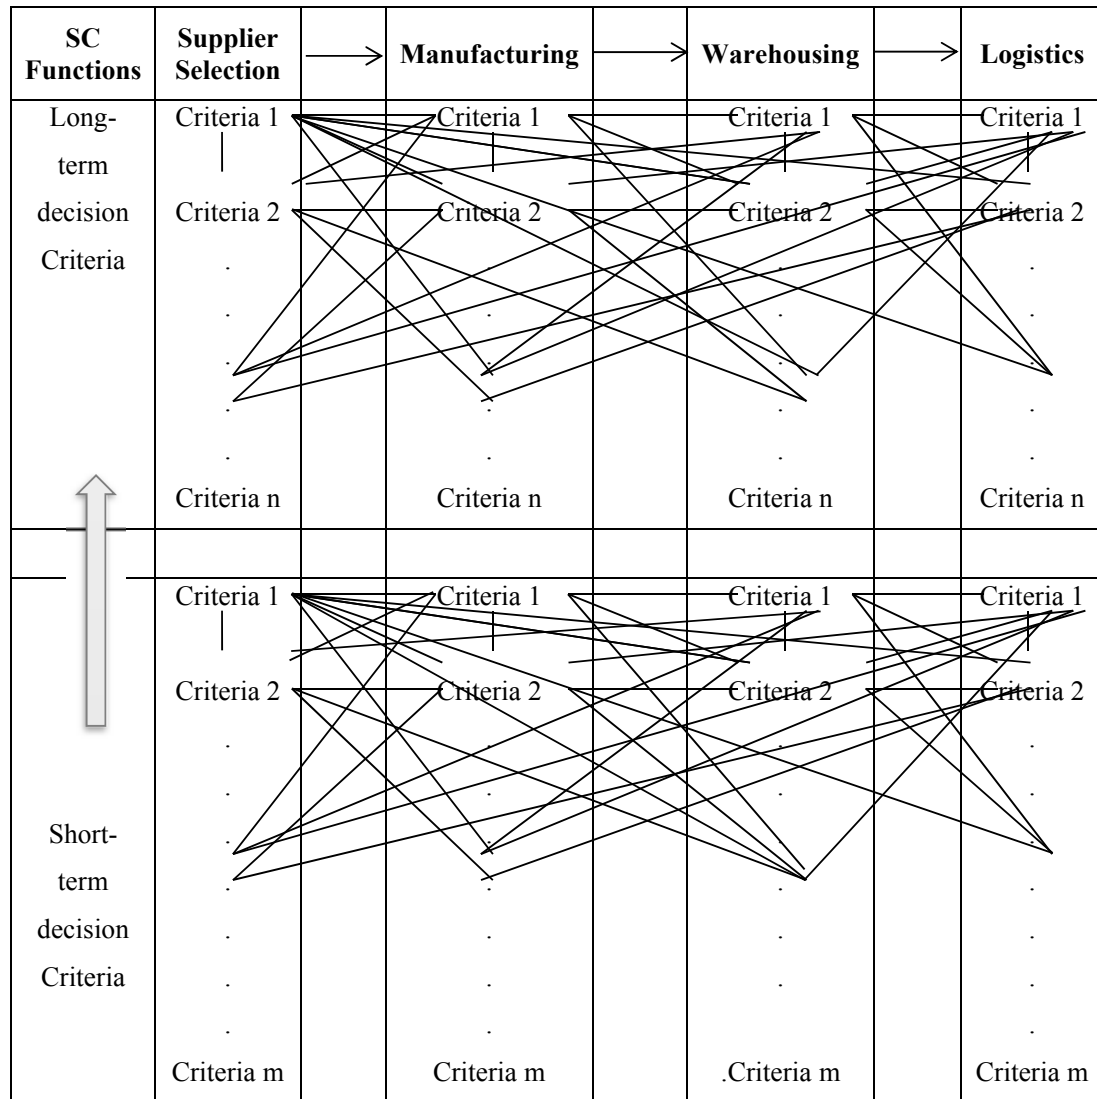 SC Functions
Supplier Selection
Manufacturing
Warehousing
Logistics
Long-
term
decision
Criteria
Criteria 1 Criteria 1 Criteria 1 Criteria 1
Criteria 2 Criteria 2 Criteria 2 Criteria 2
. . . .
. . . .
. . . .
. . . .
. . . .
Criteria n Criteria n Criteria n Criteria n
Short-
term
decision
Criteria
Criteria 1 Criteria 1 Criteria 1 Criteria 1
Criteria 2 Criteria 2 Criteria 2 Criteria 2
. . . .
. . . .
. . . .
. . . .
. . . .
. . . .
. . . .
Criteria m Criteria m .Criteria m Criteria m